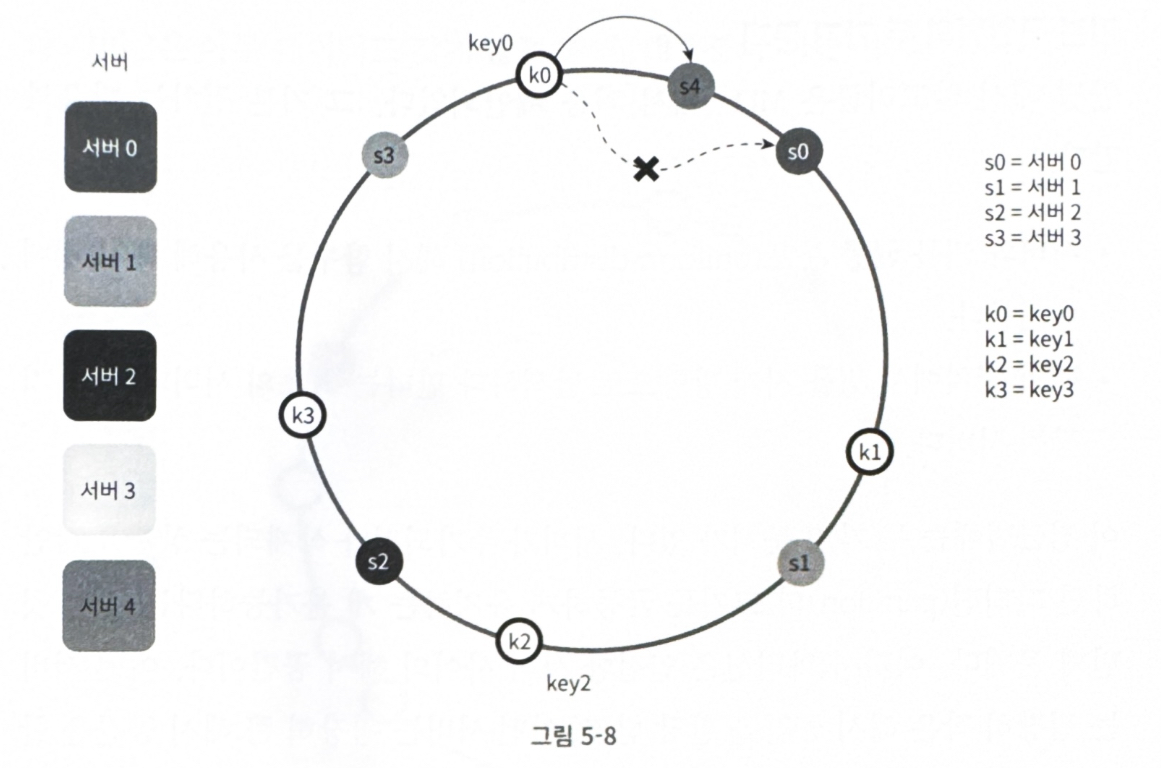 서버
서버 0
서버 1
서버 2
서버 3
서버 4
key0
k0
s4
s3
s0
k3
k1
s2
s1
k2
key2
s0 = 서버 0
s1 = 서버 1
s2 = 서버 2
s3 = 서버 3
k0 = key0
k1 = key1
k2 = key2
k3 = key3
그림 5-8